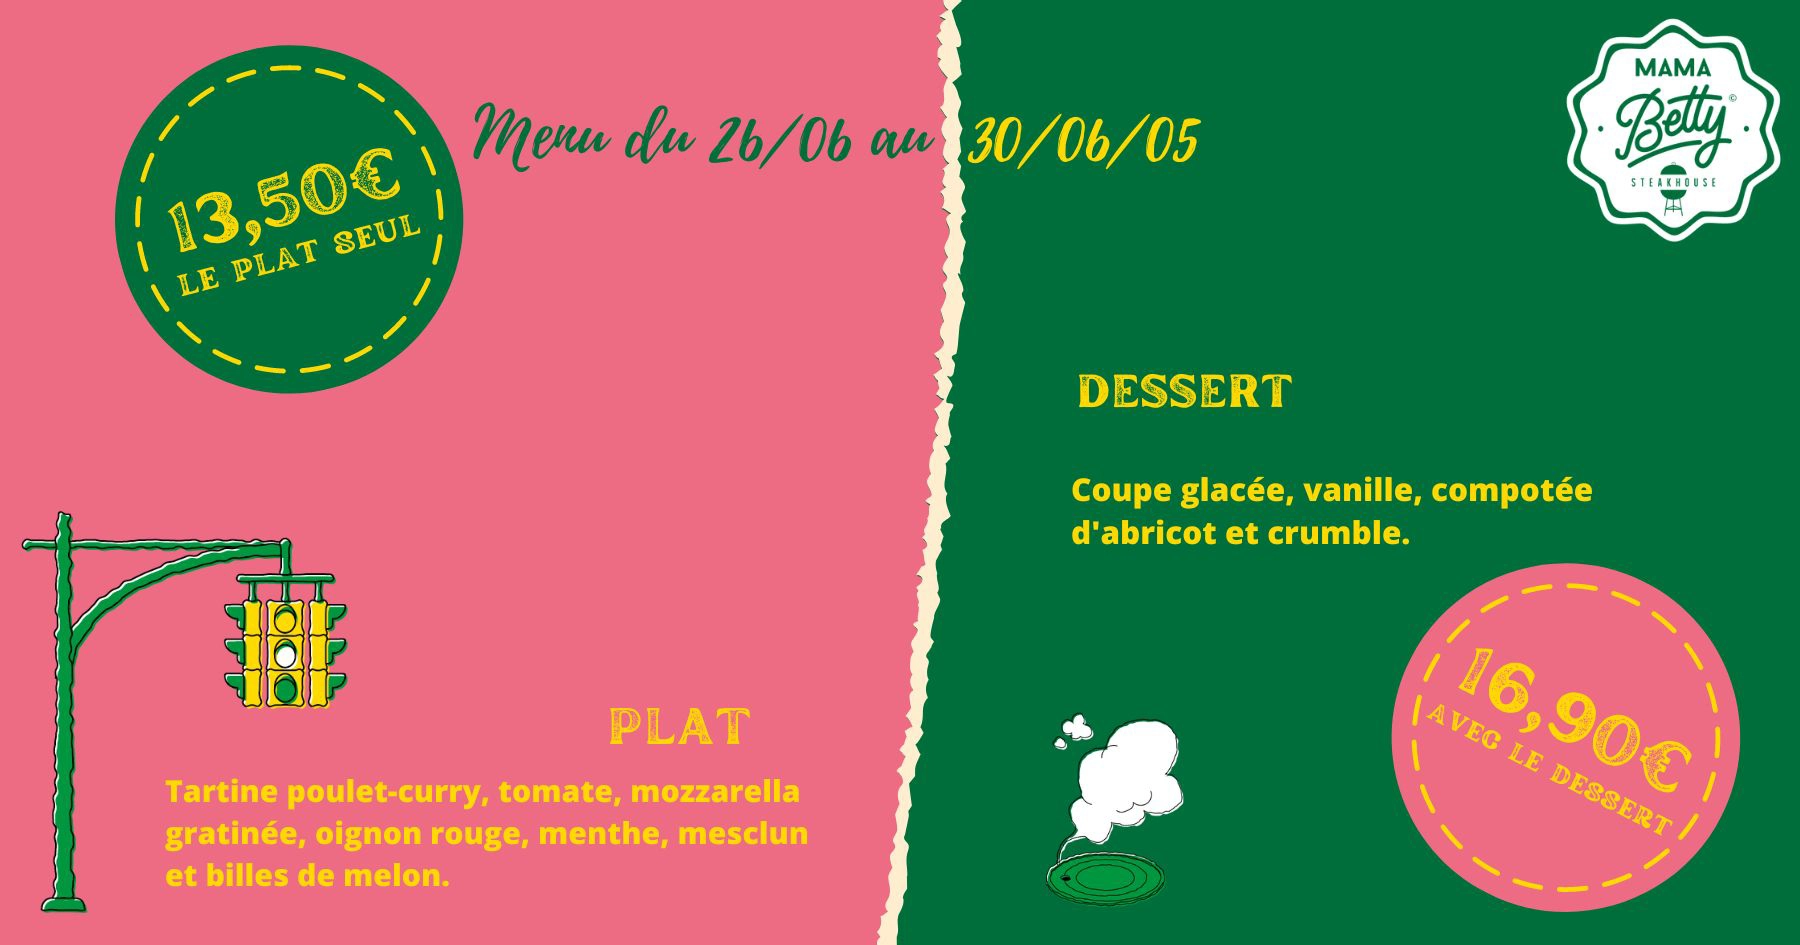 13,50€
LE PLAT SEUL
Menu du 26/06 au 30/06/05
MAMA
Betty©
STEAKHOUSE
DESSERT
Coupe glacée, vanille, compotée
d'abricot et crumble.
16,90€
AVEC LE DESSERT
PLAT
Tartine poulet-curry, tomate, mozzarella
gratinée, oignon rouge, menthe, mesclun
et billes de melon.